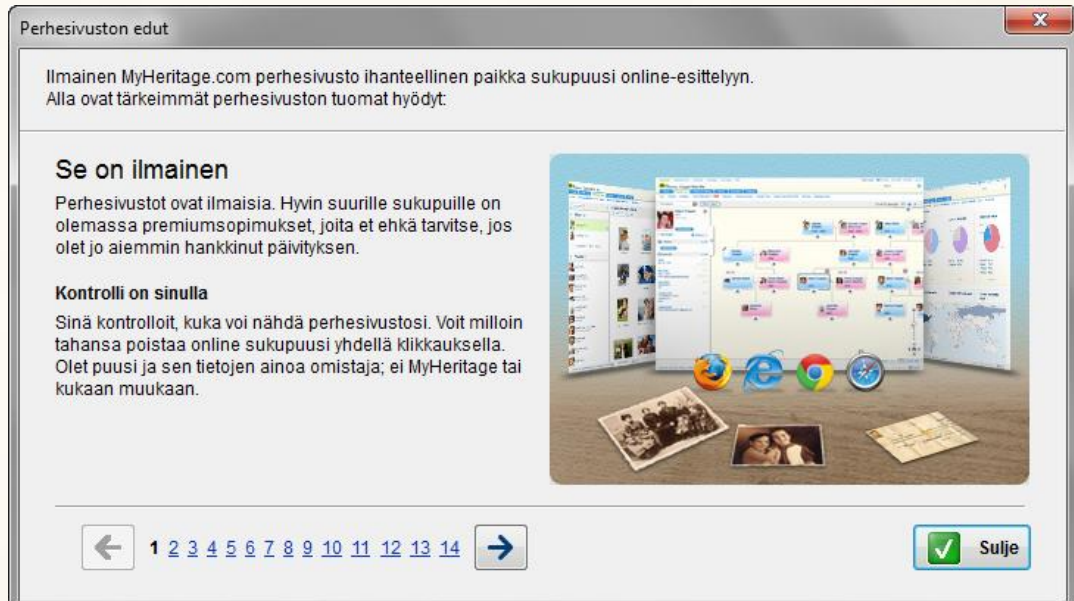 Perhesivuston edut
Ilmainen MyHeritage.com perhesivusto ihanteellinen paikka sukupuusi online-esittelyyn.
Alla ovat tärkeimmät perhesivuston tuomat hyödyt:
Se on ilmainen
Perhesivustot ovat ilmaisia. Hyvin suurille sukupuille on
olemassa premiumsopimukset, joita et ehkä tarvitse, jos
olet jo aiemmin hankkinut päivityksen.
Kontrolli on sinulla
Sinä kontrolloit, kuka voi nähdä perhesivustosi. Voit milloin
tahansa poistaa online sukupuusi yhdellä klikkauksella.
Olet puusi ja sen tietojen ainoa omistaja; ei MyHeritage tai
kukaan muukaan.
1 2 3 4 5 6 7 8 9 10 11 12 13 14
Sulje